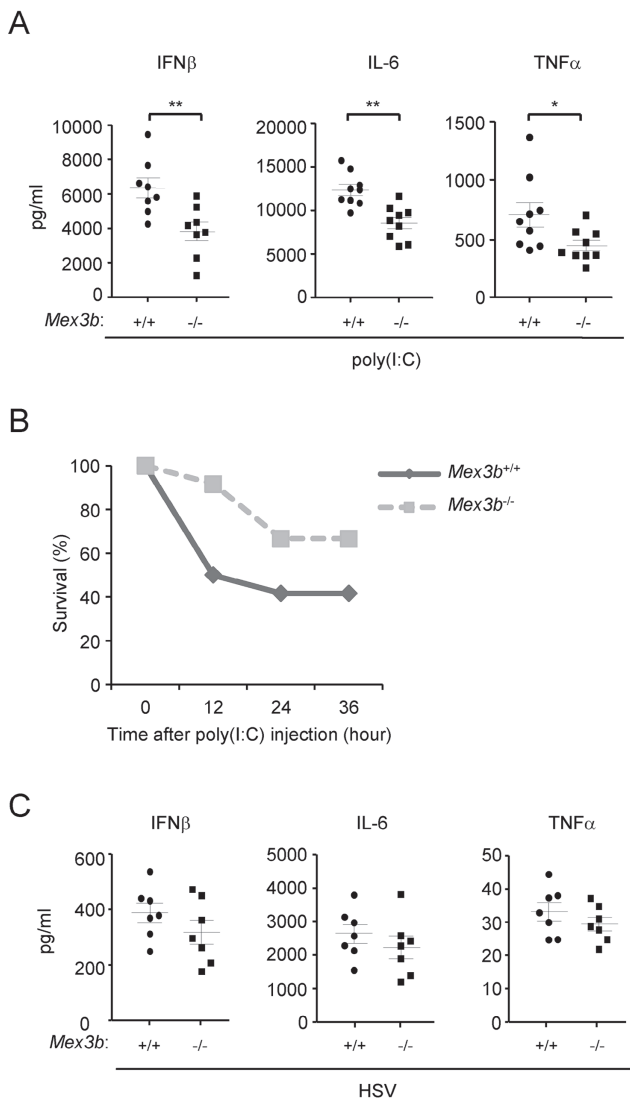 A
IFNβ IL-6 TNFα
** ** *
10000 20000 1500
8000 15000
6000 1000
4000 10000
2000 5000 500
0 0 0
pg/ml
Mex3b: +/+ -/- +/+ -/- +/+ -/-
poly(I:C)
B
100
80
60
40
20
0
Survival (%)
Mex3b+/+
Mex3b-/-
0 12 24 36
Time after poly(I:C) injection (hour)
C
IFNβ IL-6 TNFα
600 5000 50
4000 40
400 3000 30
200 2000 20
1000 10
0 0 0
pg/ml
Mex3b: +/+ -/- +/+ -/- +/+ -/-
HSV